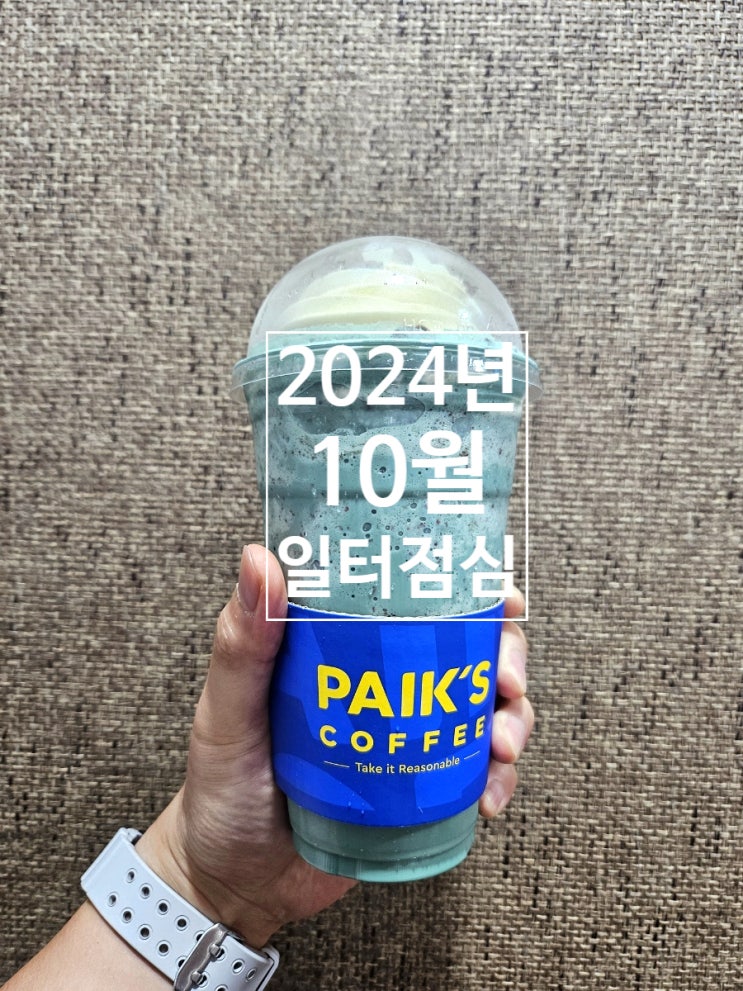 2024년
10월
일터점심
PAIK'S
COFFEE
Take it Reasonable